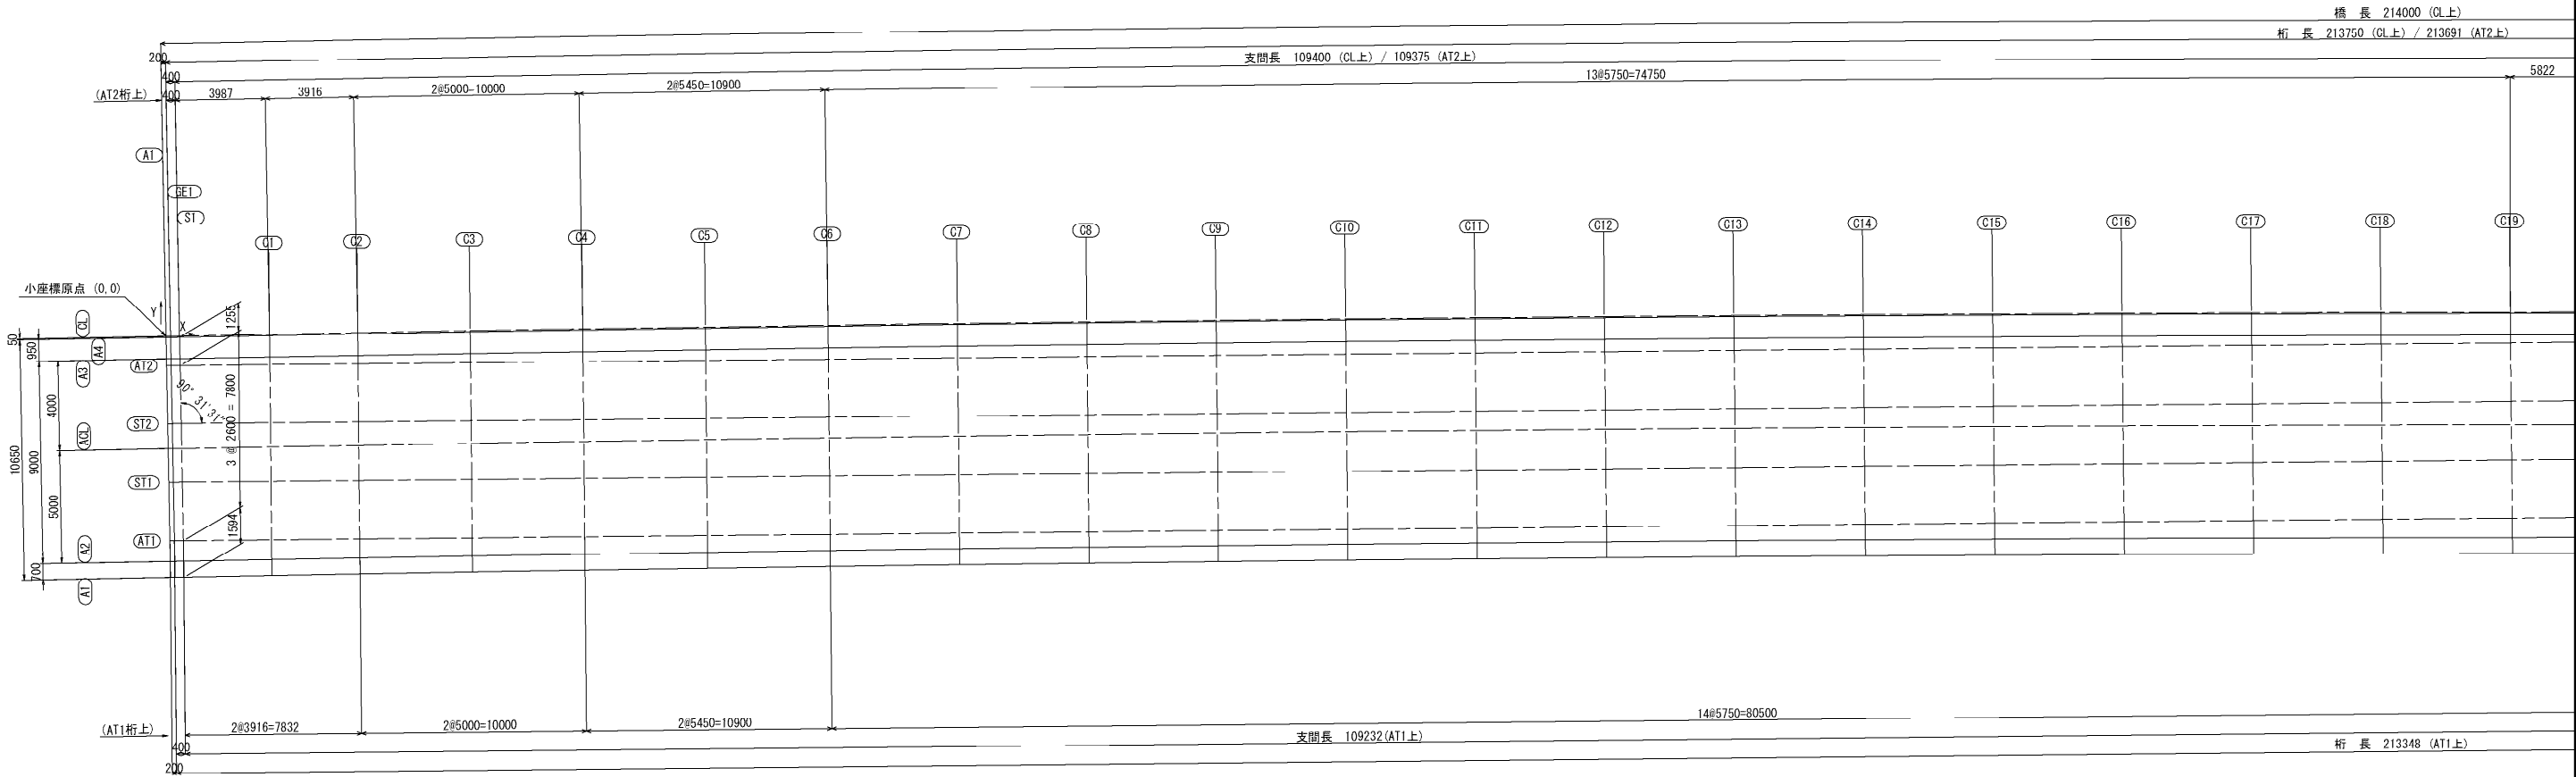 橋 長 214000 (CL上)
桁 長 213750 (CL上) / 213691 (AT2上)
支間長 109400 (CL上) / 109375 (AT2上)
200
400
13@5750=74750
5822
(AT2桁上)
400
3987
3916
2@5000=10000
2@5450=10900
A1
GE1
S1
C1
C2
C3
C4
C5
C6
C7
C8
C9
C10
C11
C12
C13
C14
C15
C16
C17
C18
C19
小座標原点 (0,0)
Y
X
1255
CL
50
950
A4
A3
AT2
90° 31' 31"
4000
ST2
3 @ 2600 = 7800
ACL
10650
9000
ST1
5000
1594
AT1
A2
700
A1
14@5750=80500
(AT1桁上)
2@3916=7832
2@5000=10000
2@5450=10900
支間長 109232(AT1上)
400
桁 長 213348 (AT1上)
200